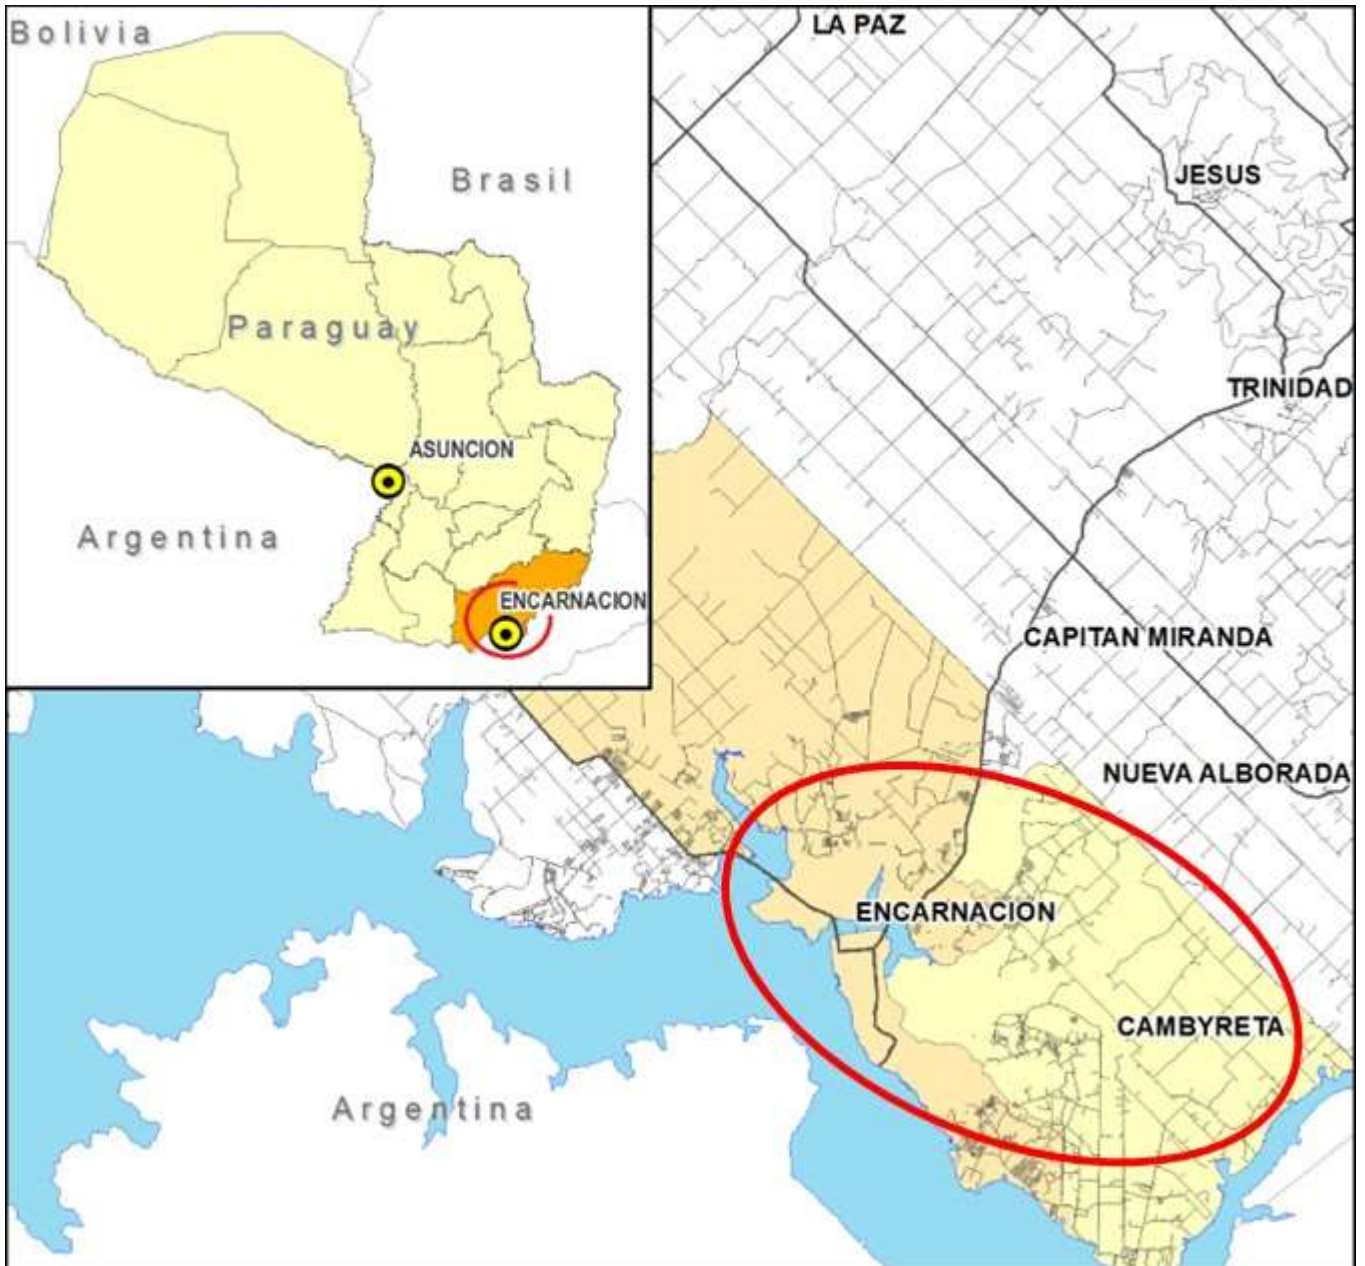 Bolivia
Brasil
Paraguay
ASUNCION
Argentina
ENCARNACION
LA PAZ
JESUS
TRINIDAD
CAPITAN MIRANDA
NUEVA ALBORADA
ENCARNACION
CAMBYRETA
Argentina